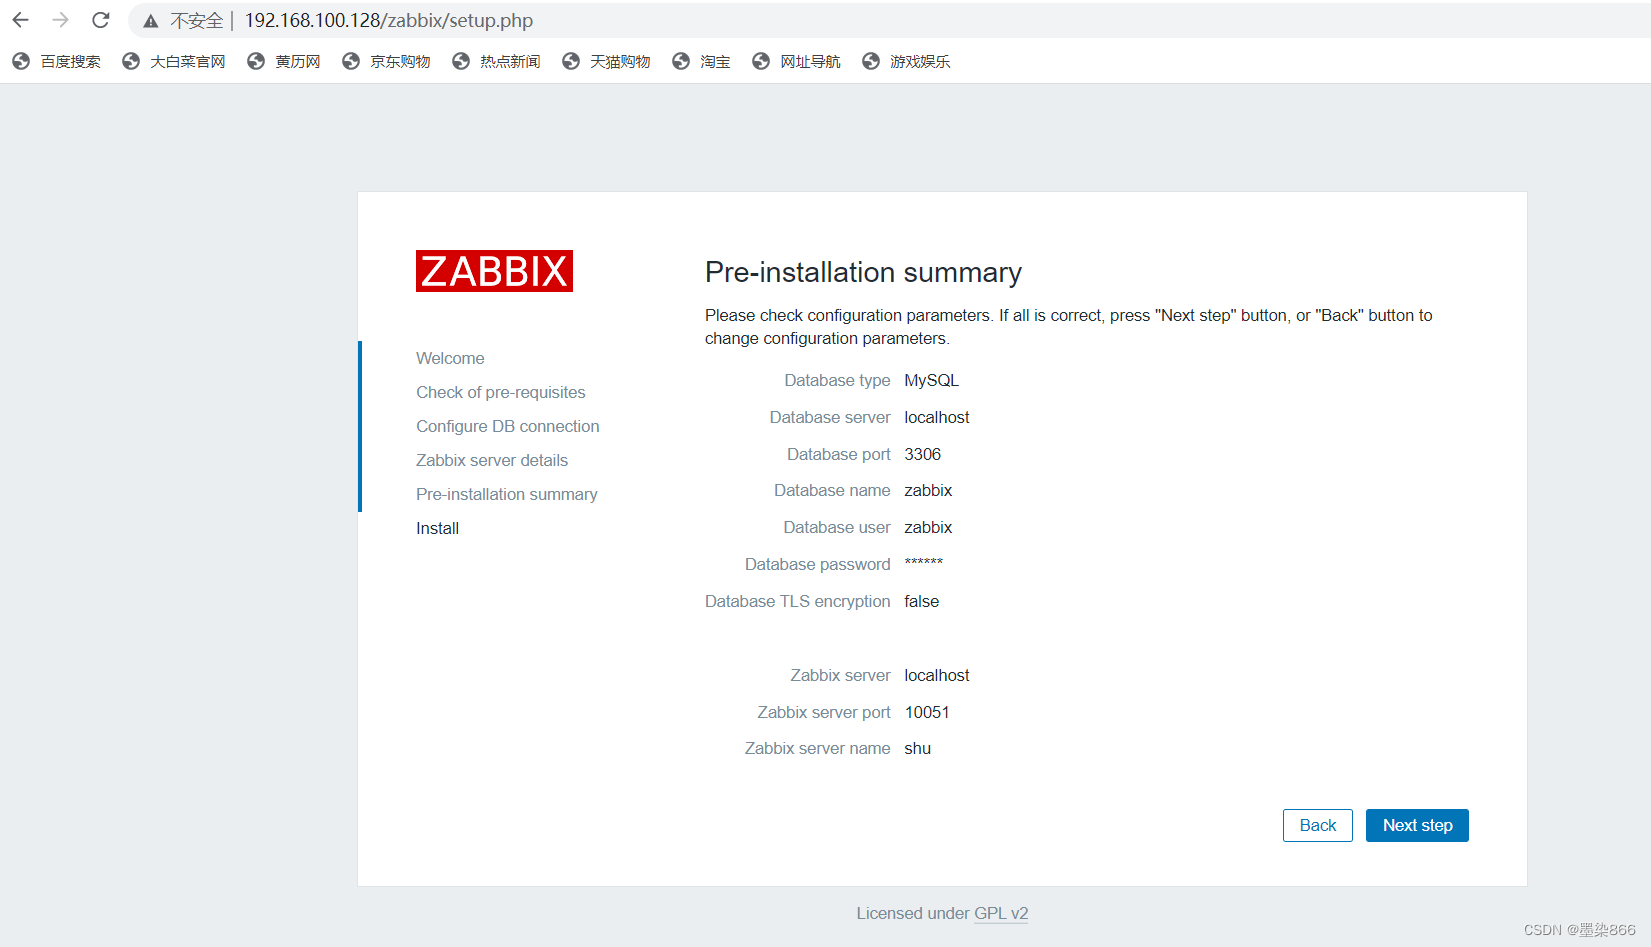 不安全 | 192.168.100.128/zabbix/setup.php
百度搜索 大白菜官网 黄历网 京东购物 热点新闻 天猫购物 淘宝 网址导航 游戏娱乐
ZABBIX
Welcome
Check of pre-requisites
Configure DB connection
Zabbix server details
Pre-installation summary
Install
Pre-installation summary
Please check configuration parameters. If all is correct, press "Next step" button, or "Back" button to
change configuration parameters.
Database type MySQL
Database server localhost
Database port 3306
Database name zabbix
Database user zabbix
Database password ******
Database TLS encryption false
Zabbix server localhost
Zabbix server port 10051
Zabbix server name shu
Back Next step
Licensed under GPL v2
CSDN @墨染866